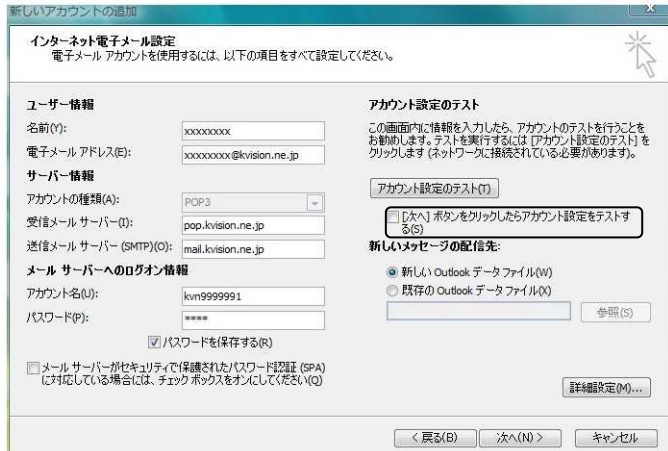 新しいアカウントの追加
インターネット電子メール設定
電子メール アカウントを使用するには、以下の項目をすべて設定してください。
ユーザー情報
名前(Y):
xxxxxxxx
電子メール アドレス(E):
xxxxxxxx@kvision.ne.jp
サーバー情報
アカウントの種類(A):
POP3
受信メール サーバー(I):
pop.kvision.ne.jp
送信メール サーバー (SMTP)(O):
mail.kvision.ne.jp
メール サーバーへのログオン情報
アカウント名(U):
kvn9999991
パスワード(P):
****
パスワードを保存する(R)
メール サーバーがセキュリティで保護されたパスワード認証 (SPA)
に対応している場合には、チェック ボックスをオンにしてください(Q)
アカウント設定のテスト
この画面内に情報を入力したら、アカウントのテストを行うことを
お勧めします。テストを実行するには [アカウント設定のテスト] を
クリックします (ネットワークに接続されている必要があります)。
アカウント設定のテスト(T)
[次へ] ボタンをクリックしたらアカウント設定をテストす
る(S)
新しいメッセージの配信先:
新しい Outlook データ ファイル(W)
既存の Outlook データ ファイル(X)
参照(S)
詳細設定(M)...
< 戻る(B)
次へ(N) >
キャンセル